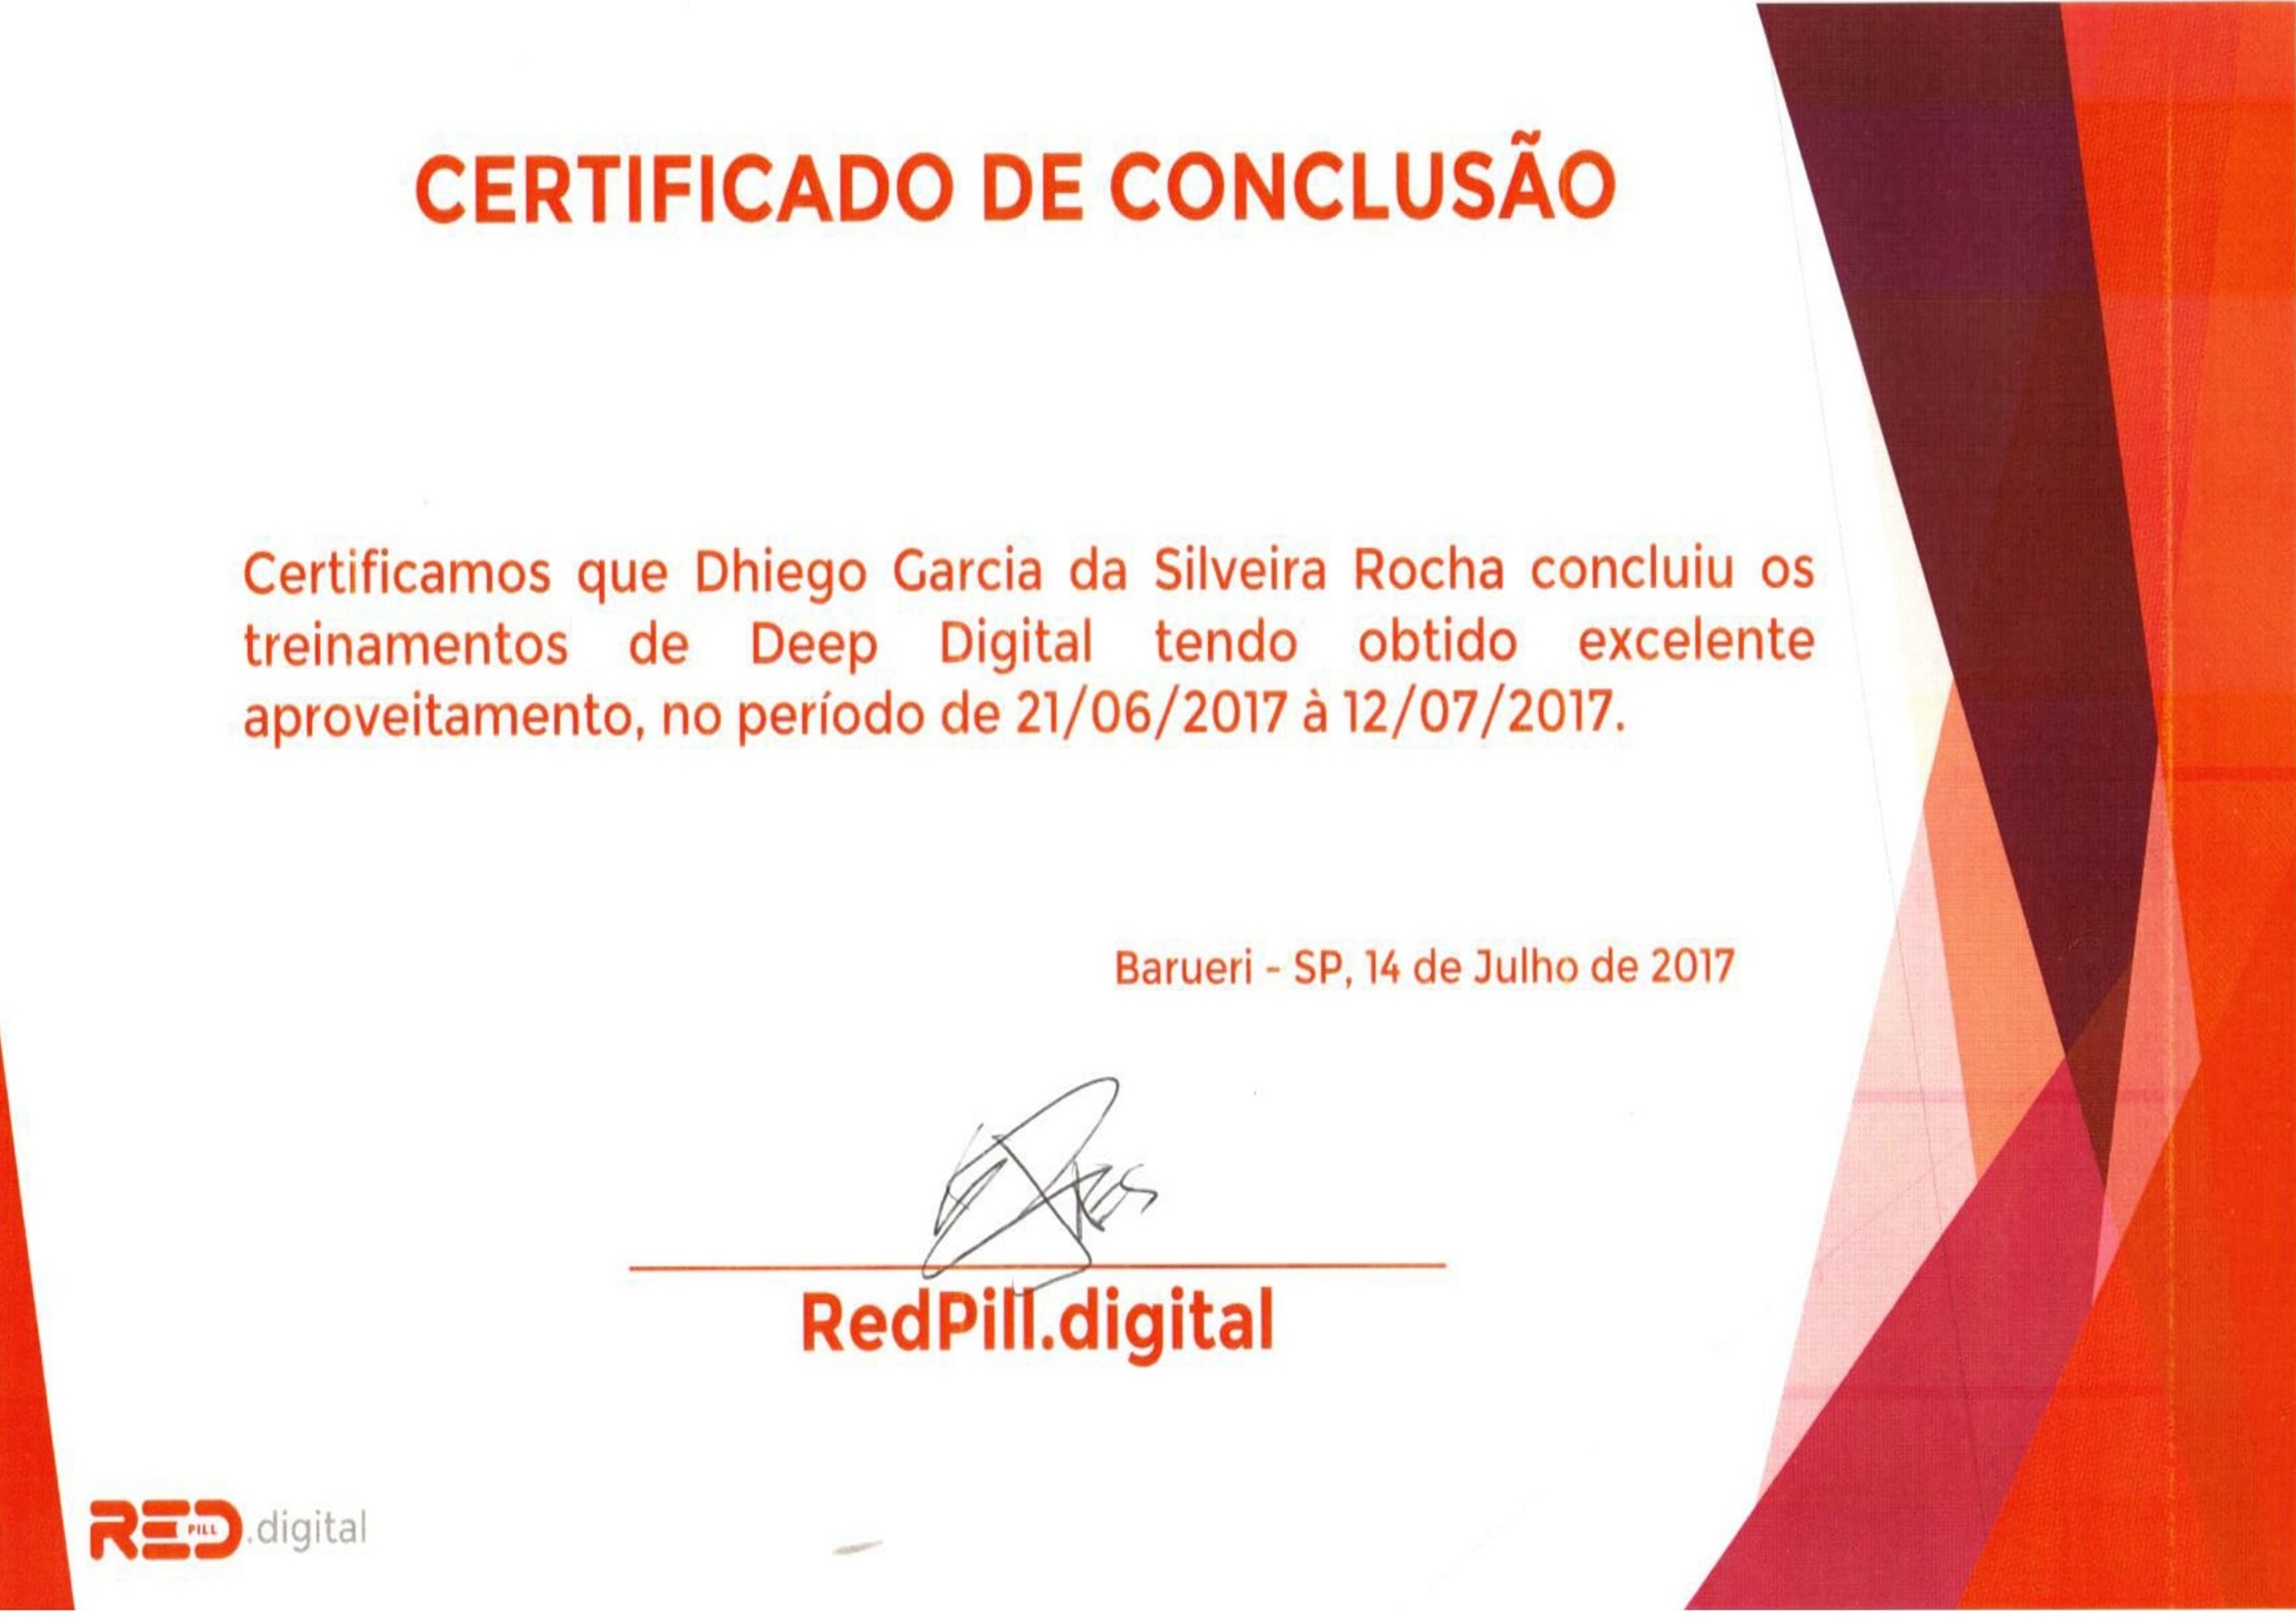 CERTIFICADO DE CONCLUSÃO
Certificamos que Dhiego Garcia da Silveira Rocha concluiu os
treinamentos de Deep Digital tendo obtido excelente
aproveitamento, no período de 21/06/2017 à 12/07/2017.
Barueri - SP, 14 de Julho de 2017
RedPill.digital
RED PILL .digital